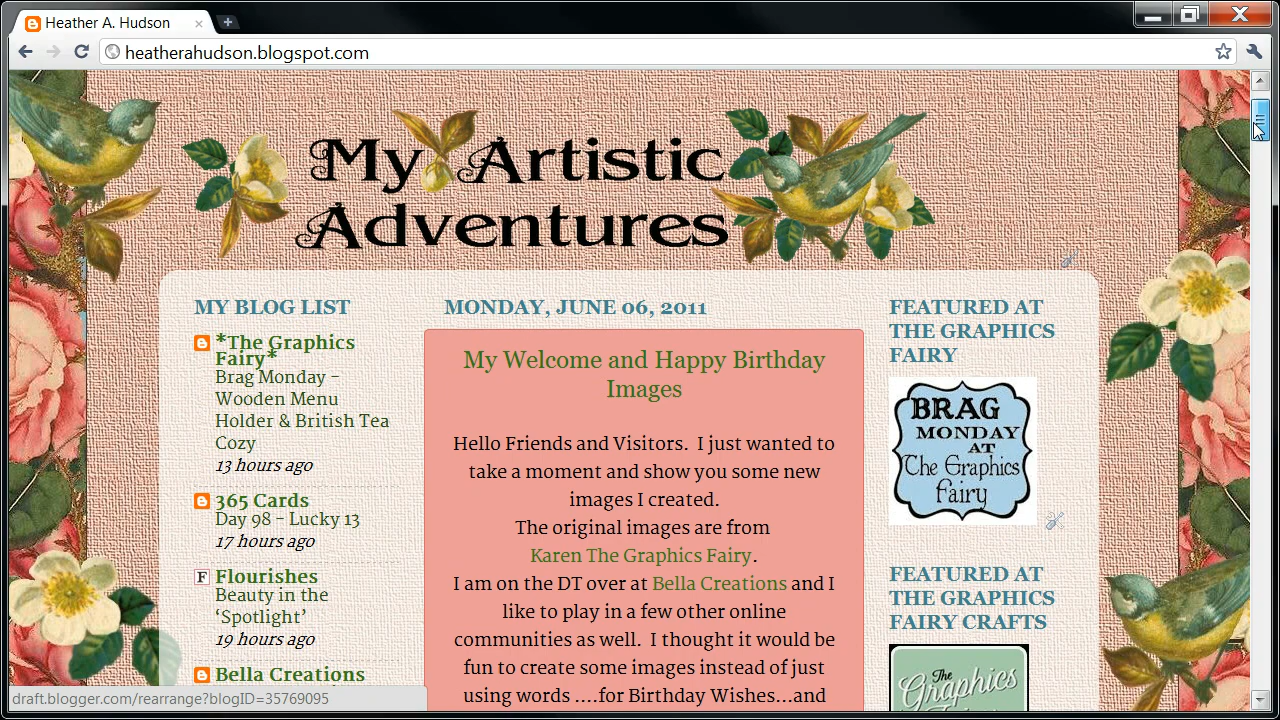 Heather A. Hudson
heatherahudson.blogspot.com
My Artistic
Adventures
MY BLOG LIST
*The Graphics
Fairy*
Brag Monday -
Wooden Menu
Holder & British Tea
Cozy
13 hours ago
365 Cards
Day 98 - Lucky 13
17 hours ago
F Flourishes
Beauty in the
‘Spotlight’
19 hours ago
Bella Creations
MONDAY, JUNE 06, 2011
My Welcome and Happy Birthday
Images
Hello Friends and Visitors.  I just wanted to
take a moment and show you some new
images I created.
The original images are from
Karen The Graphics Fairy.
I am on the DT over at Bella Creations and I
like to play in a few other online
communities as well.  I thought it would be
fun to create some images instead of just
using words ....for Birthday Wishes...and
FEATURED AT
THE GRAPHICS
FAIRY
BRAG
MONDAY
AT
The Graphics
Fairy
FEATURED AT
THE GRAPHICS
FAIRY CRAFTS
The
Graphics
draft.blogger.com/rearrange?blogID=35769095